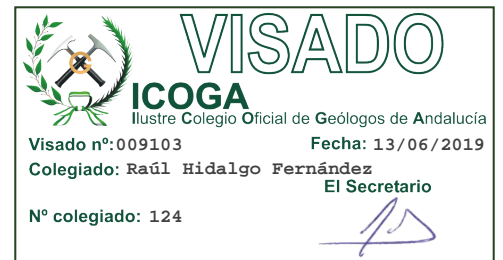 VISADO
ICOGA
Ilustre Colegio Oficial de Geólogos de Andalucía
Visado nº:009103 Fecha: 13/06/2019
Colegiado: Raúl Hidalgo Fernández
El Secretario
Nº colegiado: 124